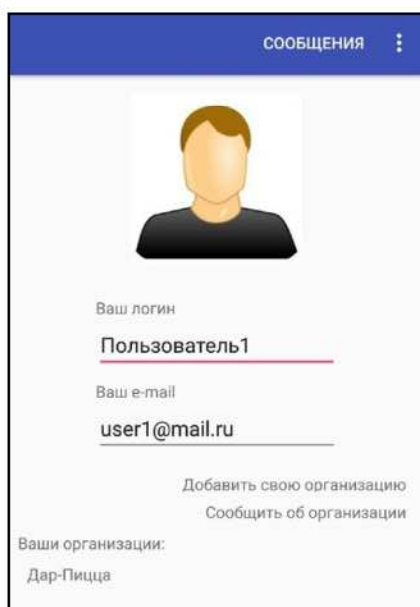 СООБЩЕНИЯ
Ваш логин
Пользователь1
Ваш e-mail
user1@mail.ru
Добавить свою организацию
Сообщить об организации
Ваши организации:
Дар-Пицца